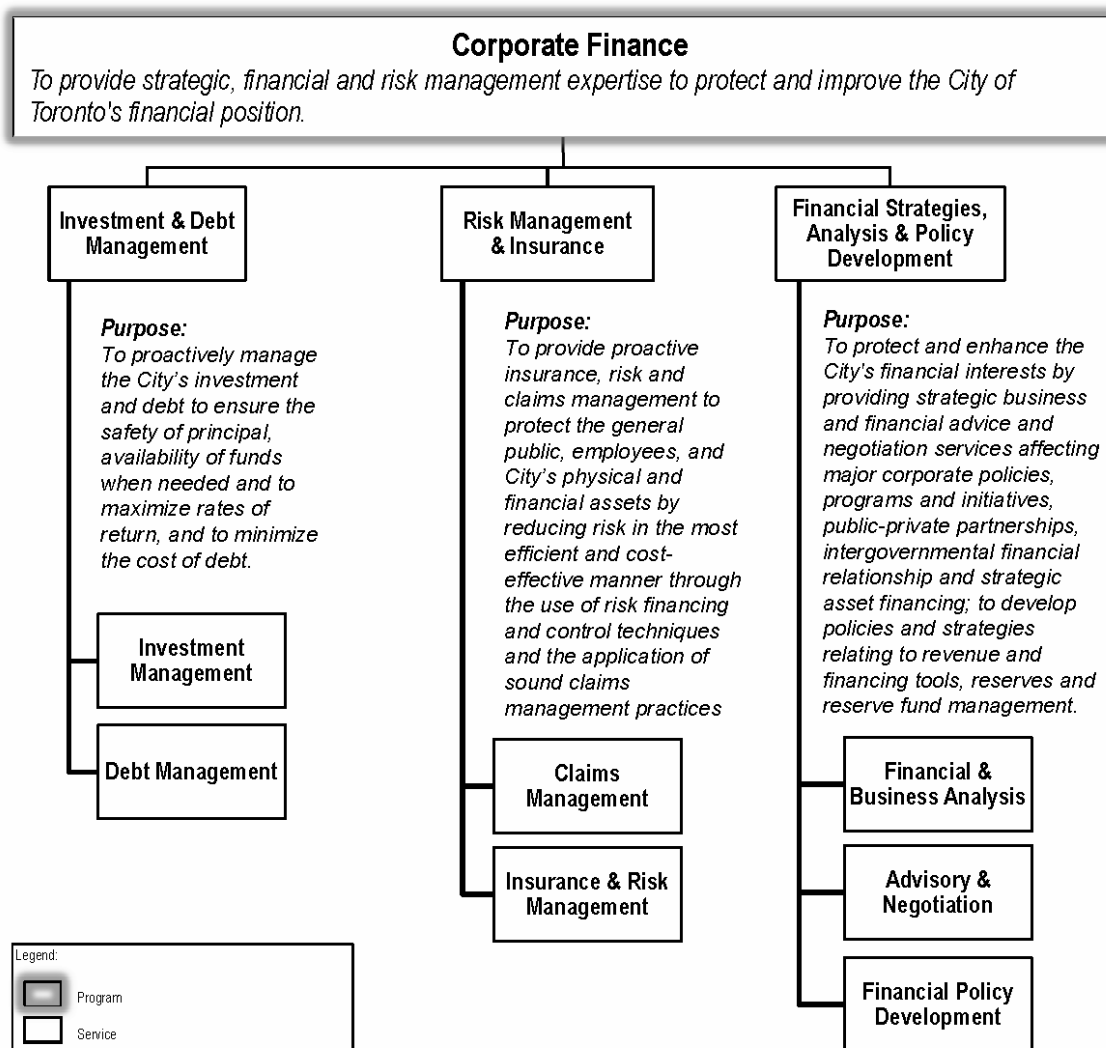 Corporate Finance
To provide strategic, financial and risk management expertise to protect and improve the City of
Toronto's financial position.
Investment & Debt
Management
Purpose:
To proactively manage
the City's investment
and debt to ensure the
safety of principal,
availability of funds
when needed and to
maximize rates of
return, and to minimize
the cost of debt.
Investment
Management
Debt Management
Risk Management
& Insurance
Purpose:
To provide proactive
insurance, risk and
claims management to
protect the general
public, employees, and
City's physical and
financial assets by
reducing risk in the most
efficient and cost-
effective manner through
the use of risk financing
and control techniques
and the application of
sound claims
management practices
Claims
Management
Insurance & Risk
Management
Financial Strategies,
Analysis & Policy
Development
Purpose:
To protect and enhance the
City's financial interests by
providing strategic business
and financial advice and
negotiation services affecting
major corporate policies,
programs and initiatives,
public-private partnerships,
intergovernmental financial
relationship and strategic
asset financing; to develop
policies and strategies
relating to revenue and
financing tools, reserves and
reserve fund management.
Financial &
Business Analysis
Advisory &
Negotiation
Financial Policy
Development
Legend:
Program
Service